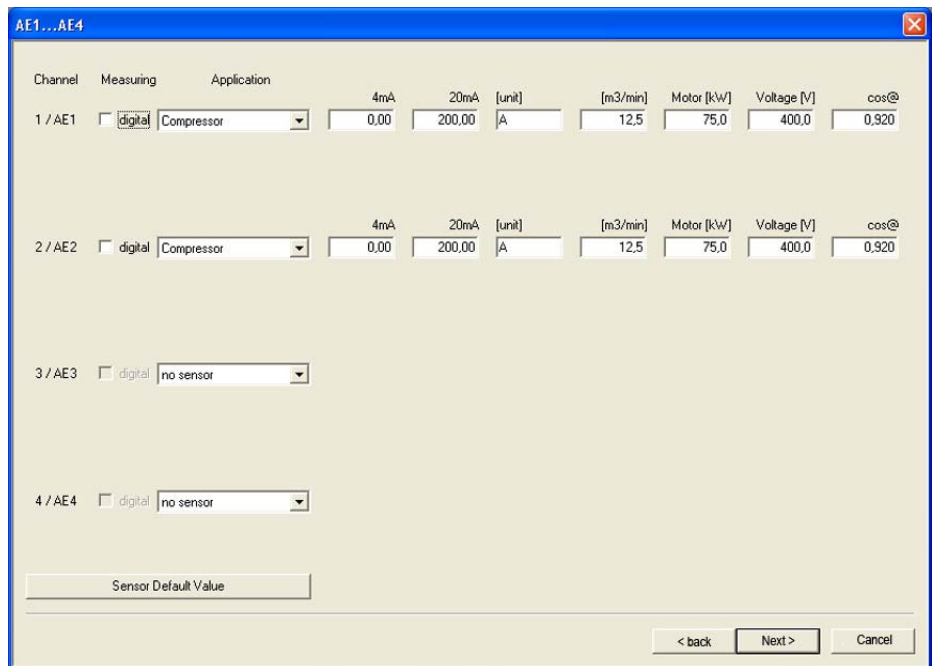 AE1...AE4
Channel Measuring Application
4mA 20mA [unit] [m3/min] Motor [kW] Voltage [V] cos@
1 / AE1 digital Compressor 0,00 200,00 A 12,5 75,0 400,0 0,920
4mA 20mA [unit] [m3/min] Motor [kW] Voltage [V] cos@
2 / AE2 digital Compressor 0,00 200,00 A 12,5 75,0 400,0 0,920
3 / AE3 digital no sensor
4 / AE4 digital no sensor
Sensor Default Value
< back Next > Cancel